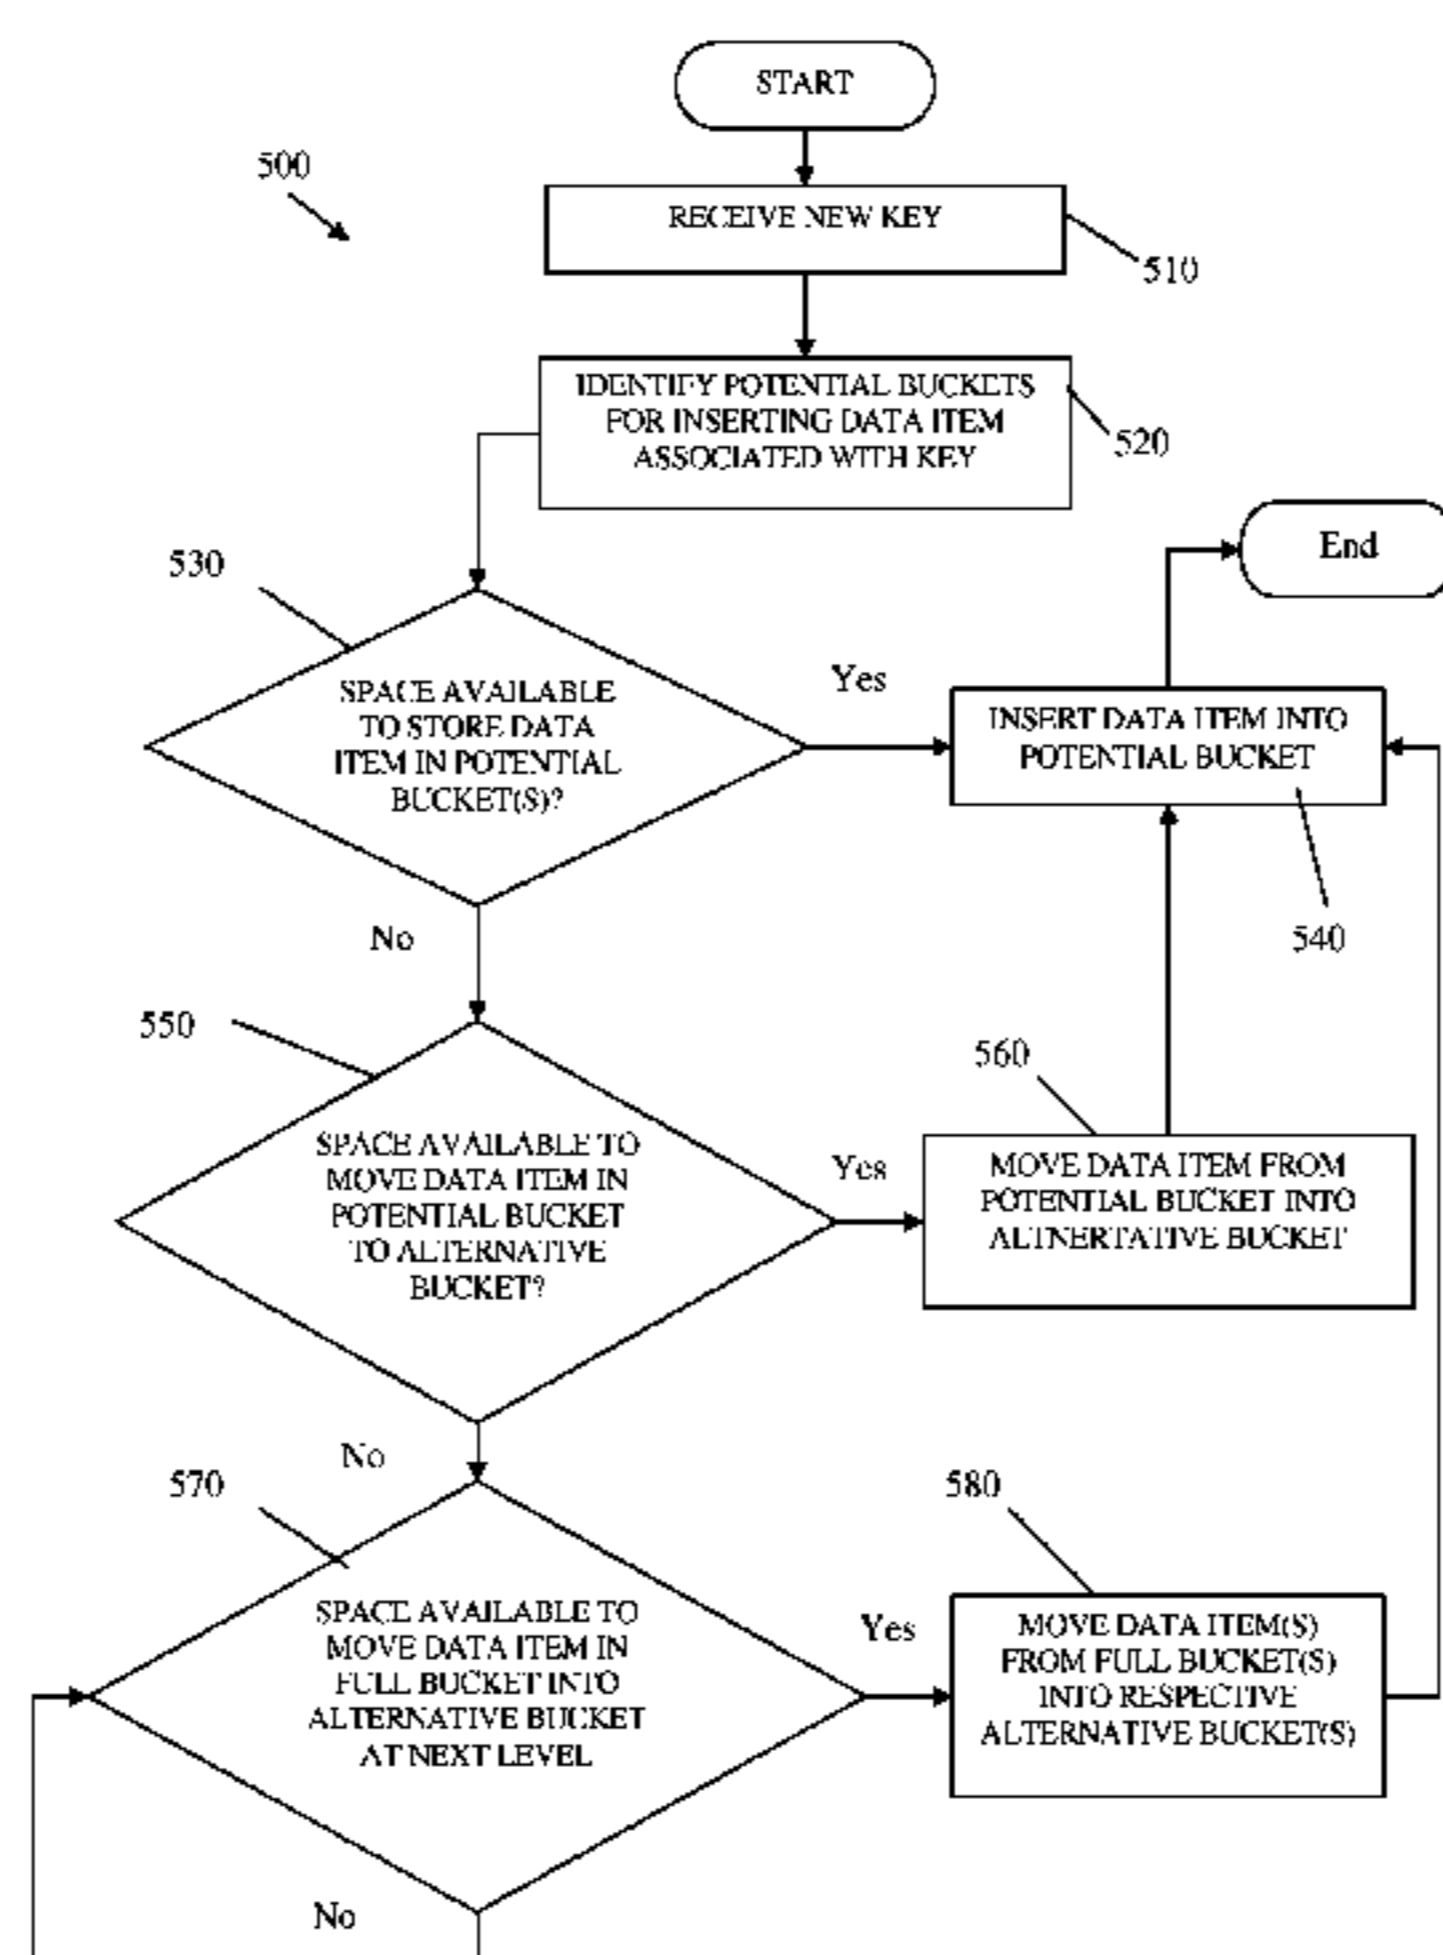 START
500
RECEIVE NEW KEY
510
IDENTIFY POTENTIAL BUCKETS
FOR INSERTING DATA ITEM
ASSOCIATED WITH KEY
520
End
530
SPACE AVAILABLE
TO STORE DATA
ITEM IN POTENTIAL
BUCKET(S)?
Yes
INSERT DATA ITEM INTO
POTENTIAL BUCKET
540
No
550
SPACE AVAILABLE TO
MOVE DATA ITEM IN
POTENTIAL BUCKET
TO ALTERNATIVE
BUCKET?
Yes
560
MOVE DATA ITEM FROM
POTENTIAL BUCKET INTO
ALTNERTATIVE BUCKET
No
570
SPACE AVAILABLE TO
MOVE DATA ITEM IN
FULL BUCKET INTO
ALTERNATIVE BUCKET
AT NEXT LEVEL
Yes
580
MOVE DATA ITEM(S)
FROM FULL BUCKET(S)
INTO RESPECTIVE
ALTERNATIVE BUCKET(S)
No